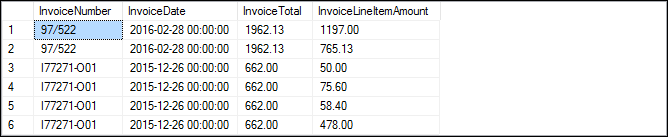 InvoiceNumber InvoiceDate InvoiceTotal InvoiceLineItemAmount
1 97/522 2016-02-28 00:00:00 1962.13 1197.00
2 97/522 2016-02-28 00:00:00 1962.13 765.13
3 I77271-O01 2015-12-26 00:00:00 662.00 50.00
4 I77271-O01 2015-12-26 00:00:00 662.00 75.60
5 I77271-O01 2015-12-26 00:00:00 662.00 58.40
6 I77271-O01 2015-12-26 00:00:00 662.00 478.00